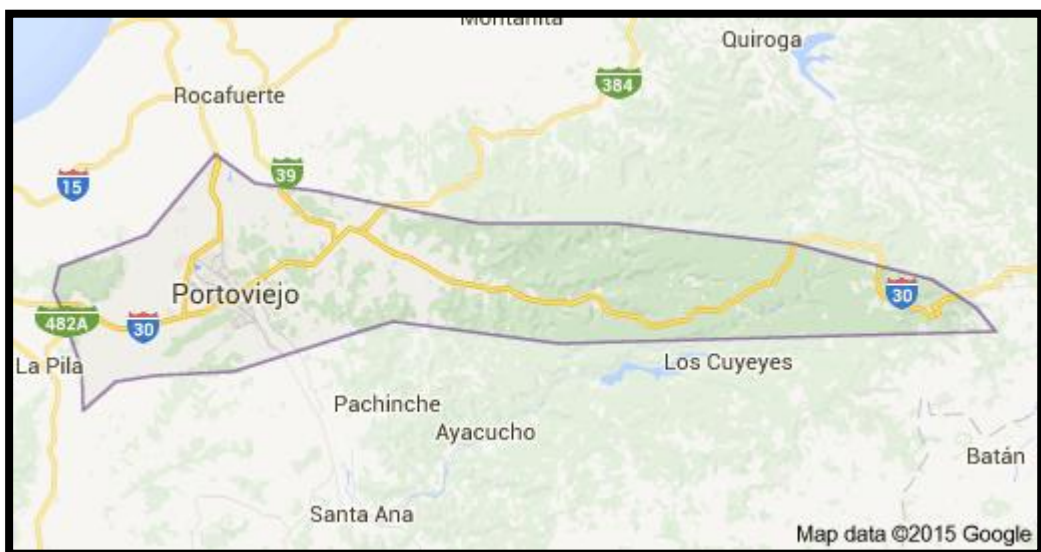 Montañita
Quiroga
384
Rocafuerte
39
15
Portoviejo
30
482A
30
La Pila
Los Cuyeyes
Pachinche
Ayacucho
Batán
Santa Ana
Map data ©2015 Google